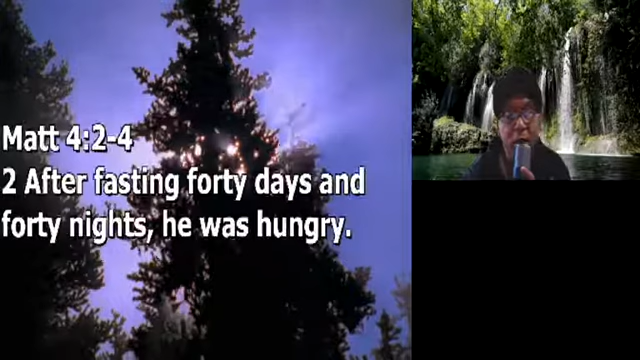 Matt 4:2-4
2 After fasting forty days and
forty nights, he was hungry.